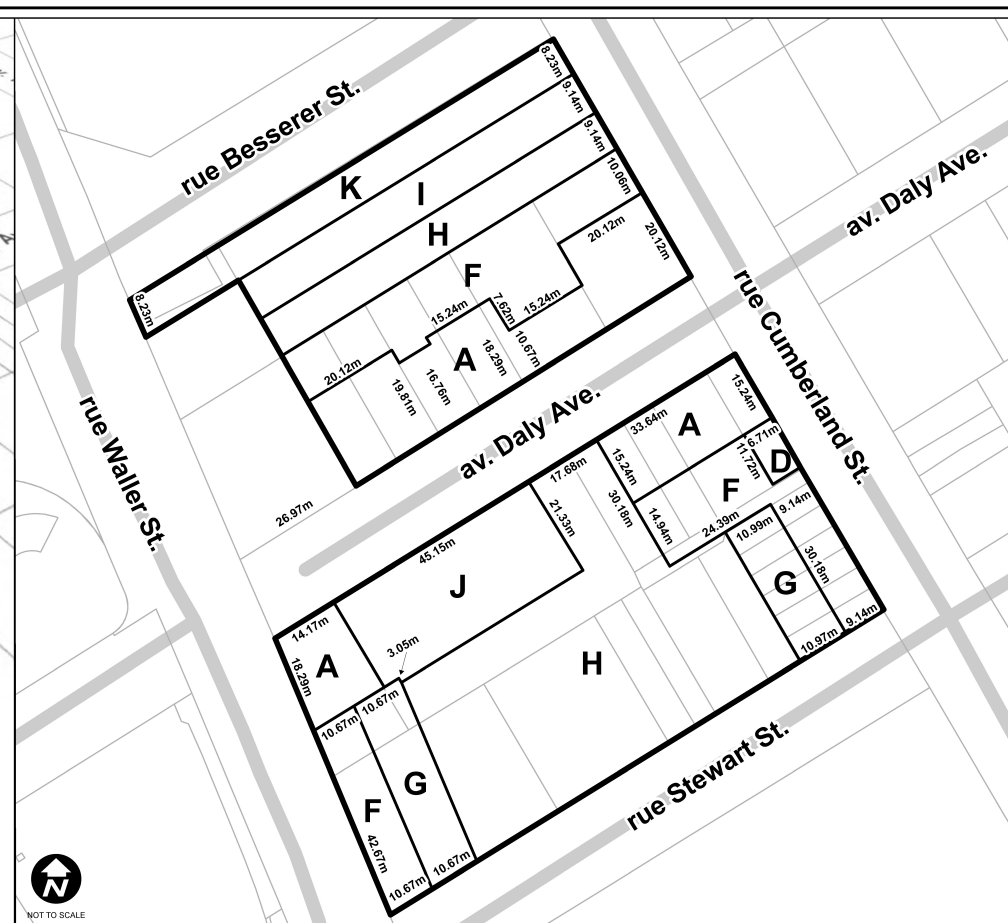 8.23m
rue Besserer St.
9.14m
9.14m
K
I
10.06m
H
av. Daly Ave.
20.12m
20.12m
F
8.23m
7.62m
15.24m
15.24m
rue Cumberland St.
A
18.29m
10.67m
20.12m
16.76m
19.81m
av. Daly Ave.
15.24m
33.64m
A
rue Waller St.
6.71m
11.72m
D
15.24m
17.68m
F
30.18m
9.14m
26.97m
21.33m
14.94m
24.39m
10.99m
45.15m
30.18m
G
J
14.17m
9.14m
3.05m
10.97m
18.29m
A
H
10.67m
10.67m
rue Stewart St.
G
F
42.67m
10.67m
10.67m
N
NOT TO SCALE